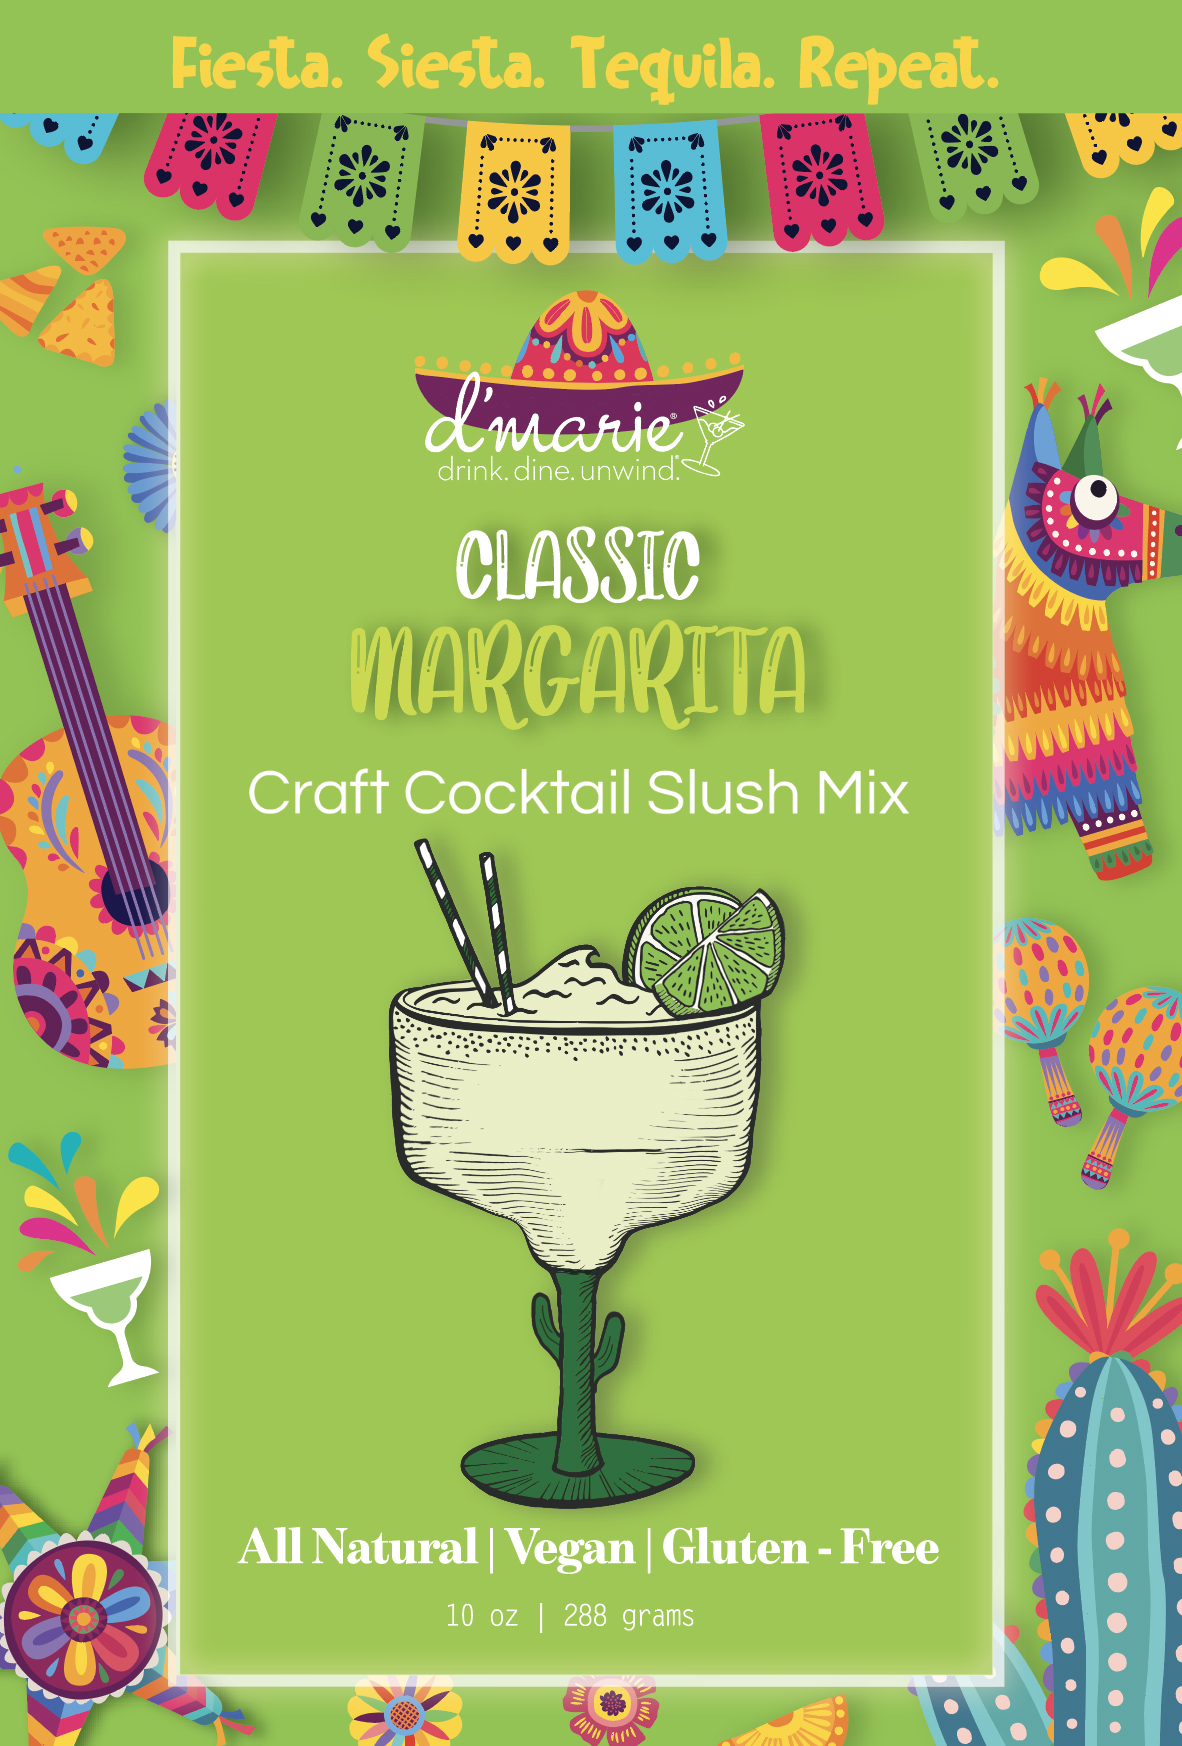 Fiesta. Siesta. Tequila. Repeat.
d'marie®
drink. dine. unwind.®
CLASSIC
MARGARITA
Craft Cocktail Slush Mix
All Natural | Vegan | Gluten - Free
10 oz | 288 grams